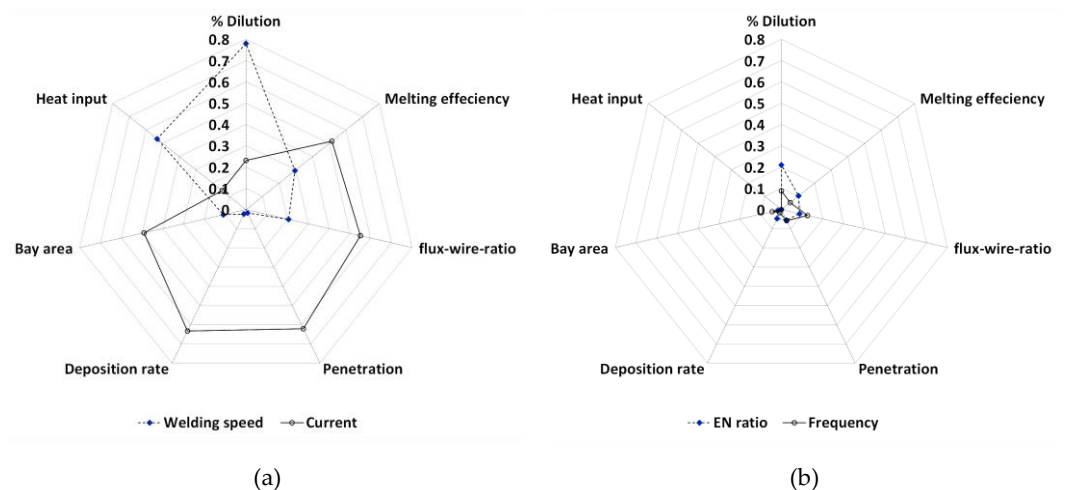 % Dilution
0.8
0.7
0.6
0.5
0.4
0.3
0.2
0.1
0
Melting effeciency
flux-wire-ratio
Penetration
Deposition rate
Bay area
Heat input
Welding speed Current
(a)
% Dilution
0.8
0.7
0.6
0.5
0.4
0.3
0.2
0.1
0
Melting effeciency
flux-wire-ratio
Penetration
Deposition rate
Bay area
Heat input
EN ratio Frequency
(b)